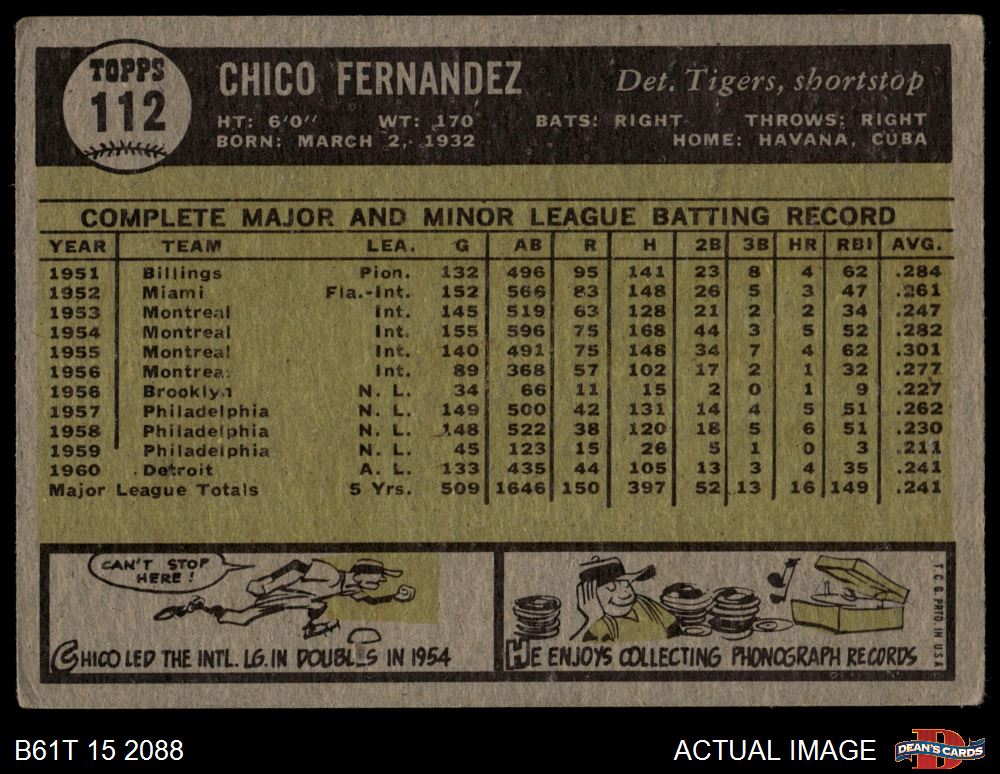 TOPPS
112
CHICO FERNANDEZ Det. Tigers, shortstop
HT: 6'0" WT: 170 BATS: RIGHT THROWS: RIGHT
BORN: MARCH 2, 1932 HOME: HAVANA, CUBA
COMPLETE MAJOR AND MINOR LEAGUE BATTING RECORD
YEAR TEAM LEA. G AB R H 2B 3B HR RBI AVG.
1951 Billings Pion. 132 496 95 141 23 8 4 62 .284
1952 Miami Fla.-Int. 152 566 83 148 26 5 3 47 .261
1953 Montreal Int. 145 519 63 128 21 2 2 34 .247
1954 Montreal Int. 155 596 75 168 44 3 5 52 .282
1955 Montreal Int. 140 491 75 148 34 7 4 62 .301
1956 Montreal Int. 89 368 57 102 17 2 1 32 .277
1956 Brooklyn N. L. 34 66 11 15 2 0 1 9 .227
1957 Philadelphia N. L. 149 500 42 131 14 4 5 51 .262
1958 Philadelphia N. L. 148 522 38 120 18 5 6 51 .230
1959 Philadelphia N. L. 45 123 15 26 5 1 0 3 .211
1960 Detroit A. L. 133 435 44 105 13 3 4 35 .241
Major League Totals 5 Yrs. 509 1646 150 397 52 13 16 149 .241
CAN'T STOP
HERE!
CHICO LED THE INTL. LG. IN DOUBLES IN 1954
HE ENJOYS COLLECTING PHONOGRAPH RECORDS
T. C. G. PRTD. IN U.S.A.
B61T 15 2088
ACTUAL IMAGE
DEAN'S CARDS